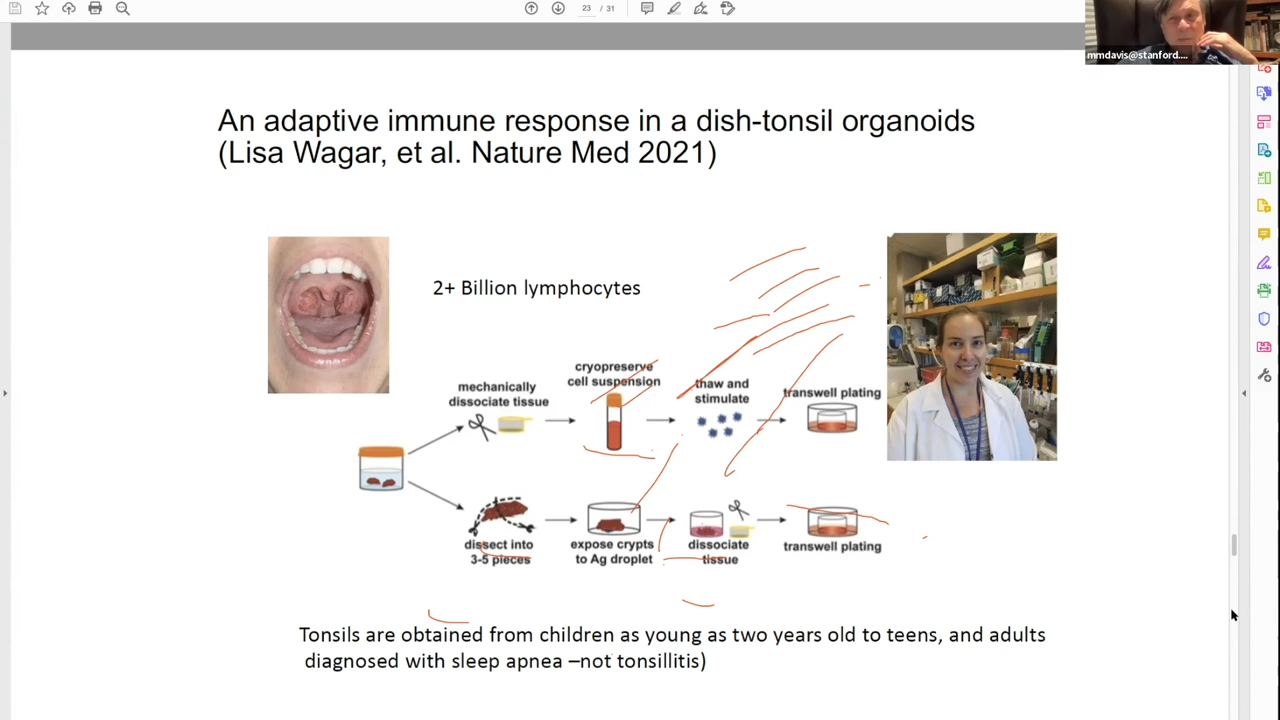 23 / 31
mmdavis@stanford....
An adaptive immune response in a dish-tonsil organoids
(Lisa Wagar, et al. Nature Med 2021)
2+ Billion lymphocytes
mechanically
dissociate tissue
cryopreserve
cell suspension
thaw and
stimulate
transwell plating
dissect into
3-5 pieces
expose crypts
to Ag droplet
dissociate
tissue
transwell plating
Tonsils are obtained from children as young as two years old to teens, and adults
diagnosed with sleep apnea –not tonsillitis)